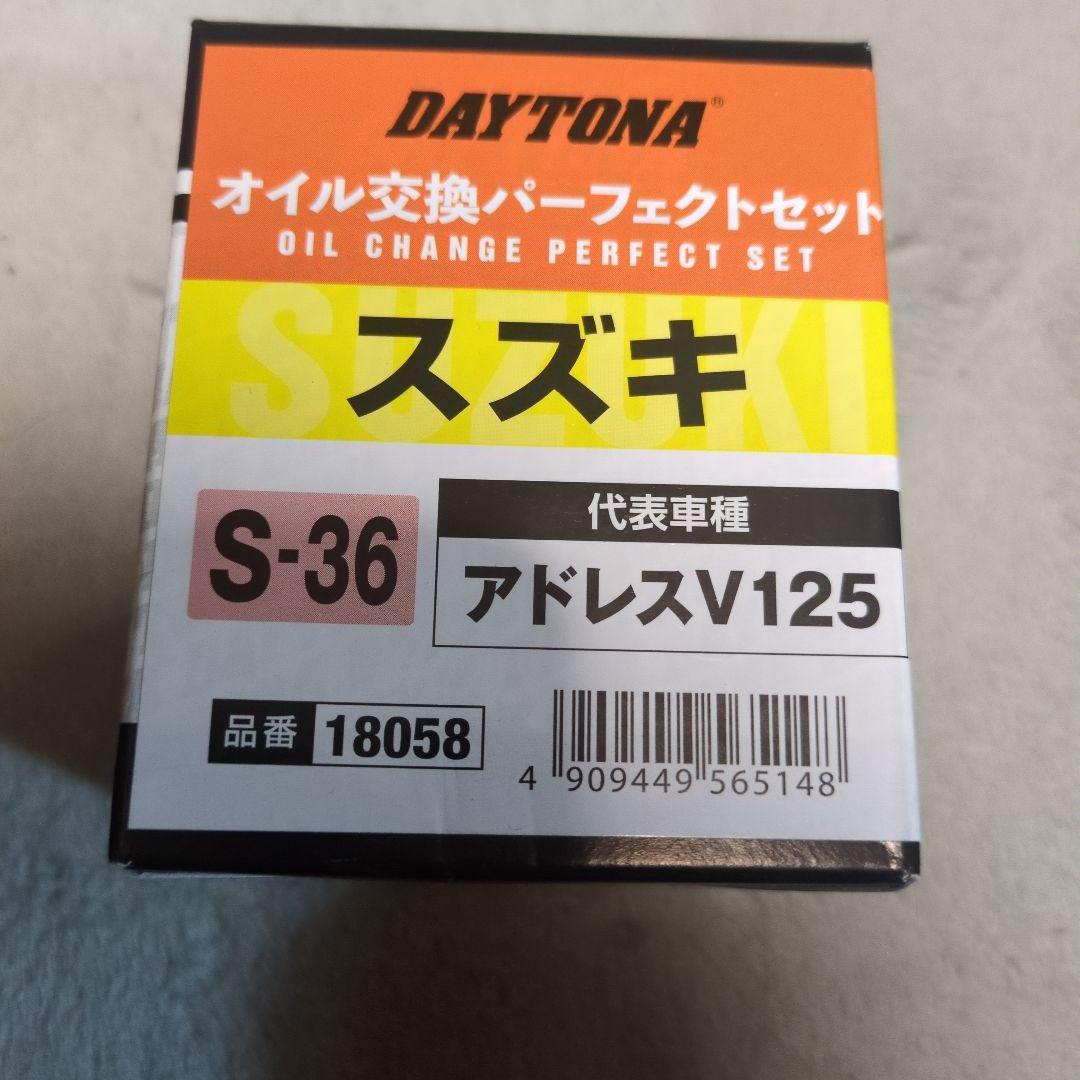 DAYTONA®
オイル交換パーフェクトセット
OIL CHANGE PERFECT SET
SUZUKI
スズキ
S-36
代表車種
アドレスV125
品番 18058
4 909449 565148